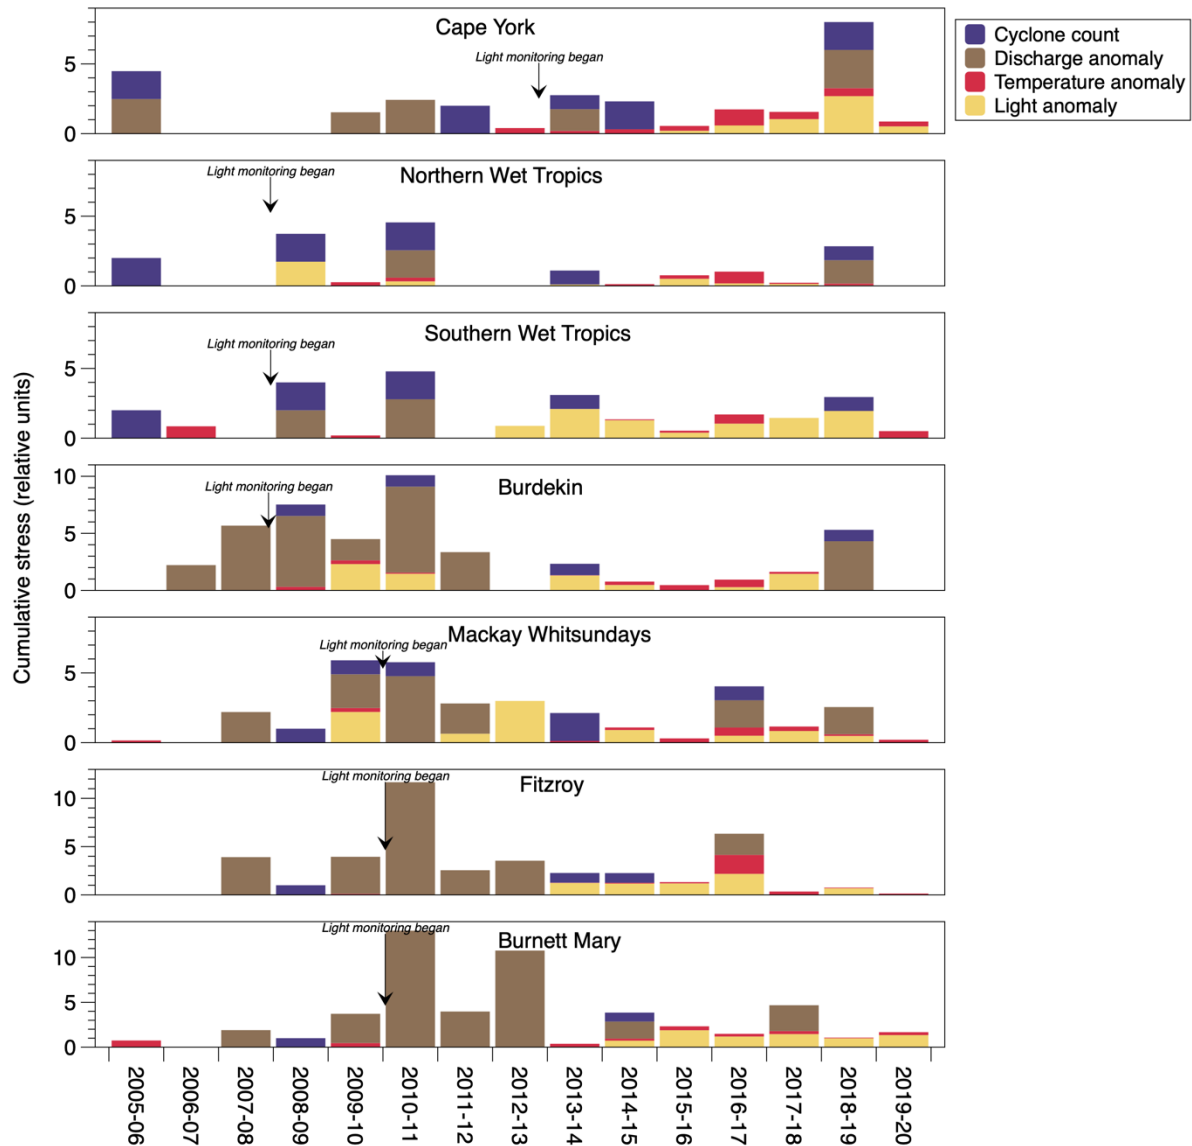 Cape York
Light monitoring began
5
0
Cyclone count
Discharge anomaly
Temperature anomaly
Light anomaly
Light monitoring began
Northern Wet Tropics
5
0
Southern Wet Tropics
Light monitoring began
5
0
Cumulative stress (relative units)
10
Light monitoring began
Burdekin
5
0
Mackay Whitsundays
Light monitoring began
5
0
Light monitoring began
Fitzroy
10
5
0
Light monitoring began
Burnett Mary
10
5
0
2005-06
2006-07
2007-08
2008-09
2009-10
2010-11
2011-12
2012-13
2013-14
2014-15
2015-16
2016-17
2017-18
2018-19
2019-20